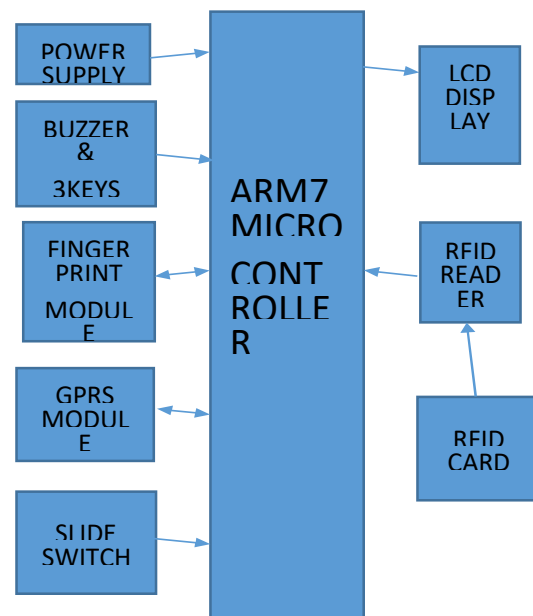 POWER
SUPPLY
BUZZER
&
3KEYS
FINGER
PRINT
MODUL
E
GPRS
MODUL
E
SLIDE
SWITCH
ARM7
MICRO
CONT
ROLLE
R
LCD
DISP
LAY
RFID
READ
ER
RFID
CARD